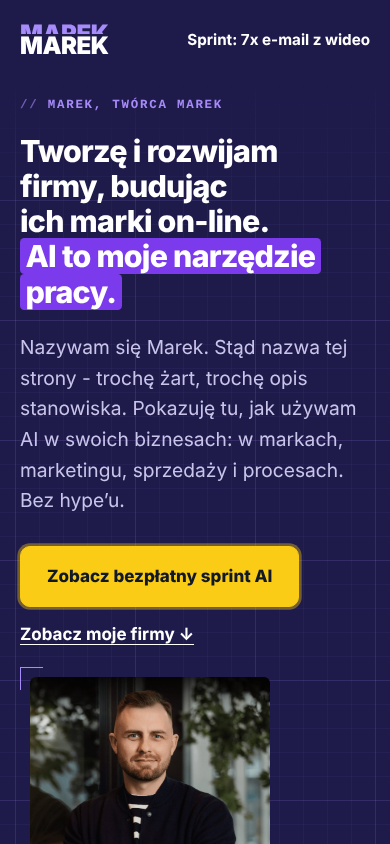 MAREK
MAREK
Sprint: 7x e-mail z wideo
// MAREK, TWÓRCA MAREK
Tworzę i rozwijam
firmy, budując
ich marki on-line.
AI to moje narzędzie
pracy.
Nazywam się Marek. Stąd nazwa tej
strony - trochę żart, trochę opis
stanowiska. Pokazuję tu, jak używam
AI w swoich biznesach: w markach,
marketingu, sprzedaży i procesach.
Bez hype’u.
Zobacz bezpłatny sprint AI
Zobacz moje firmy ↓